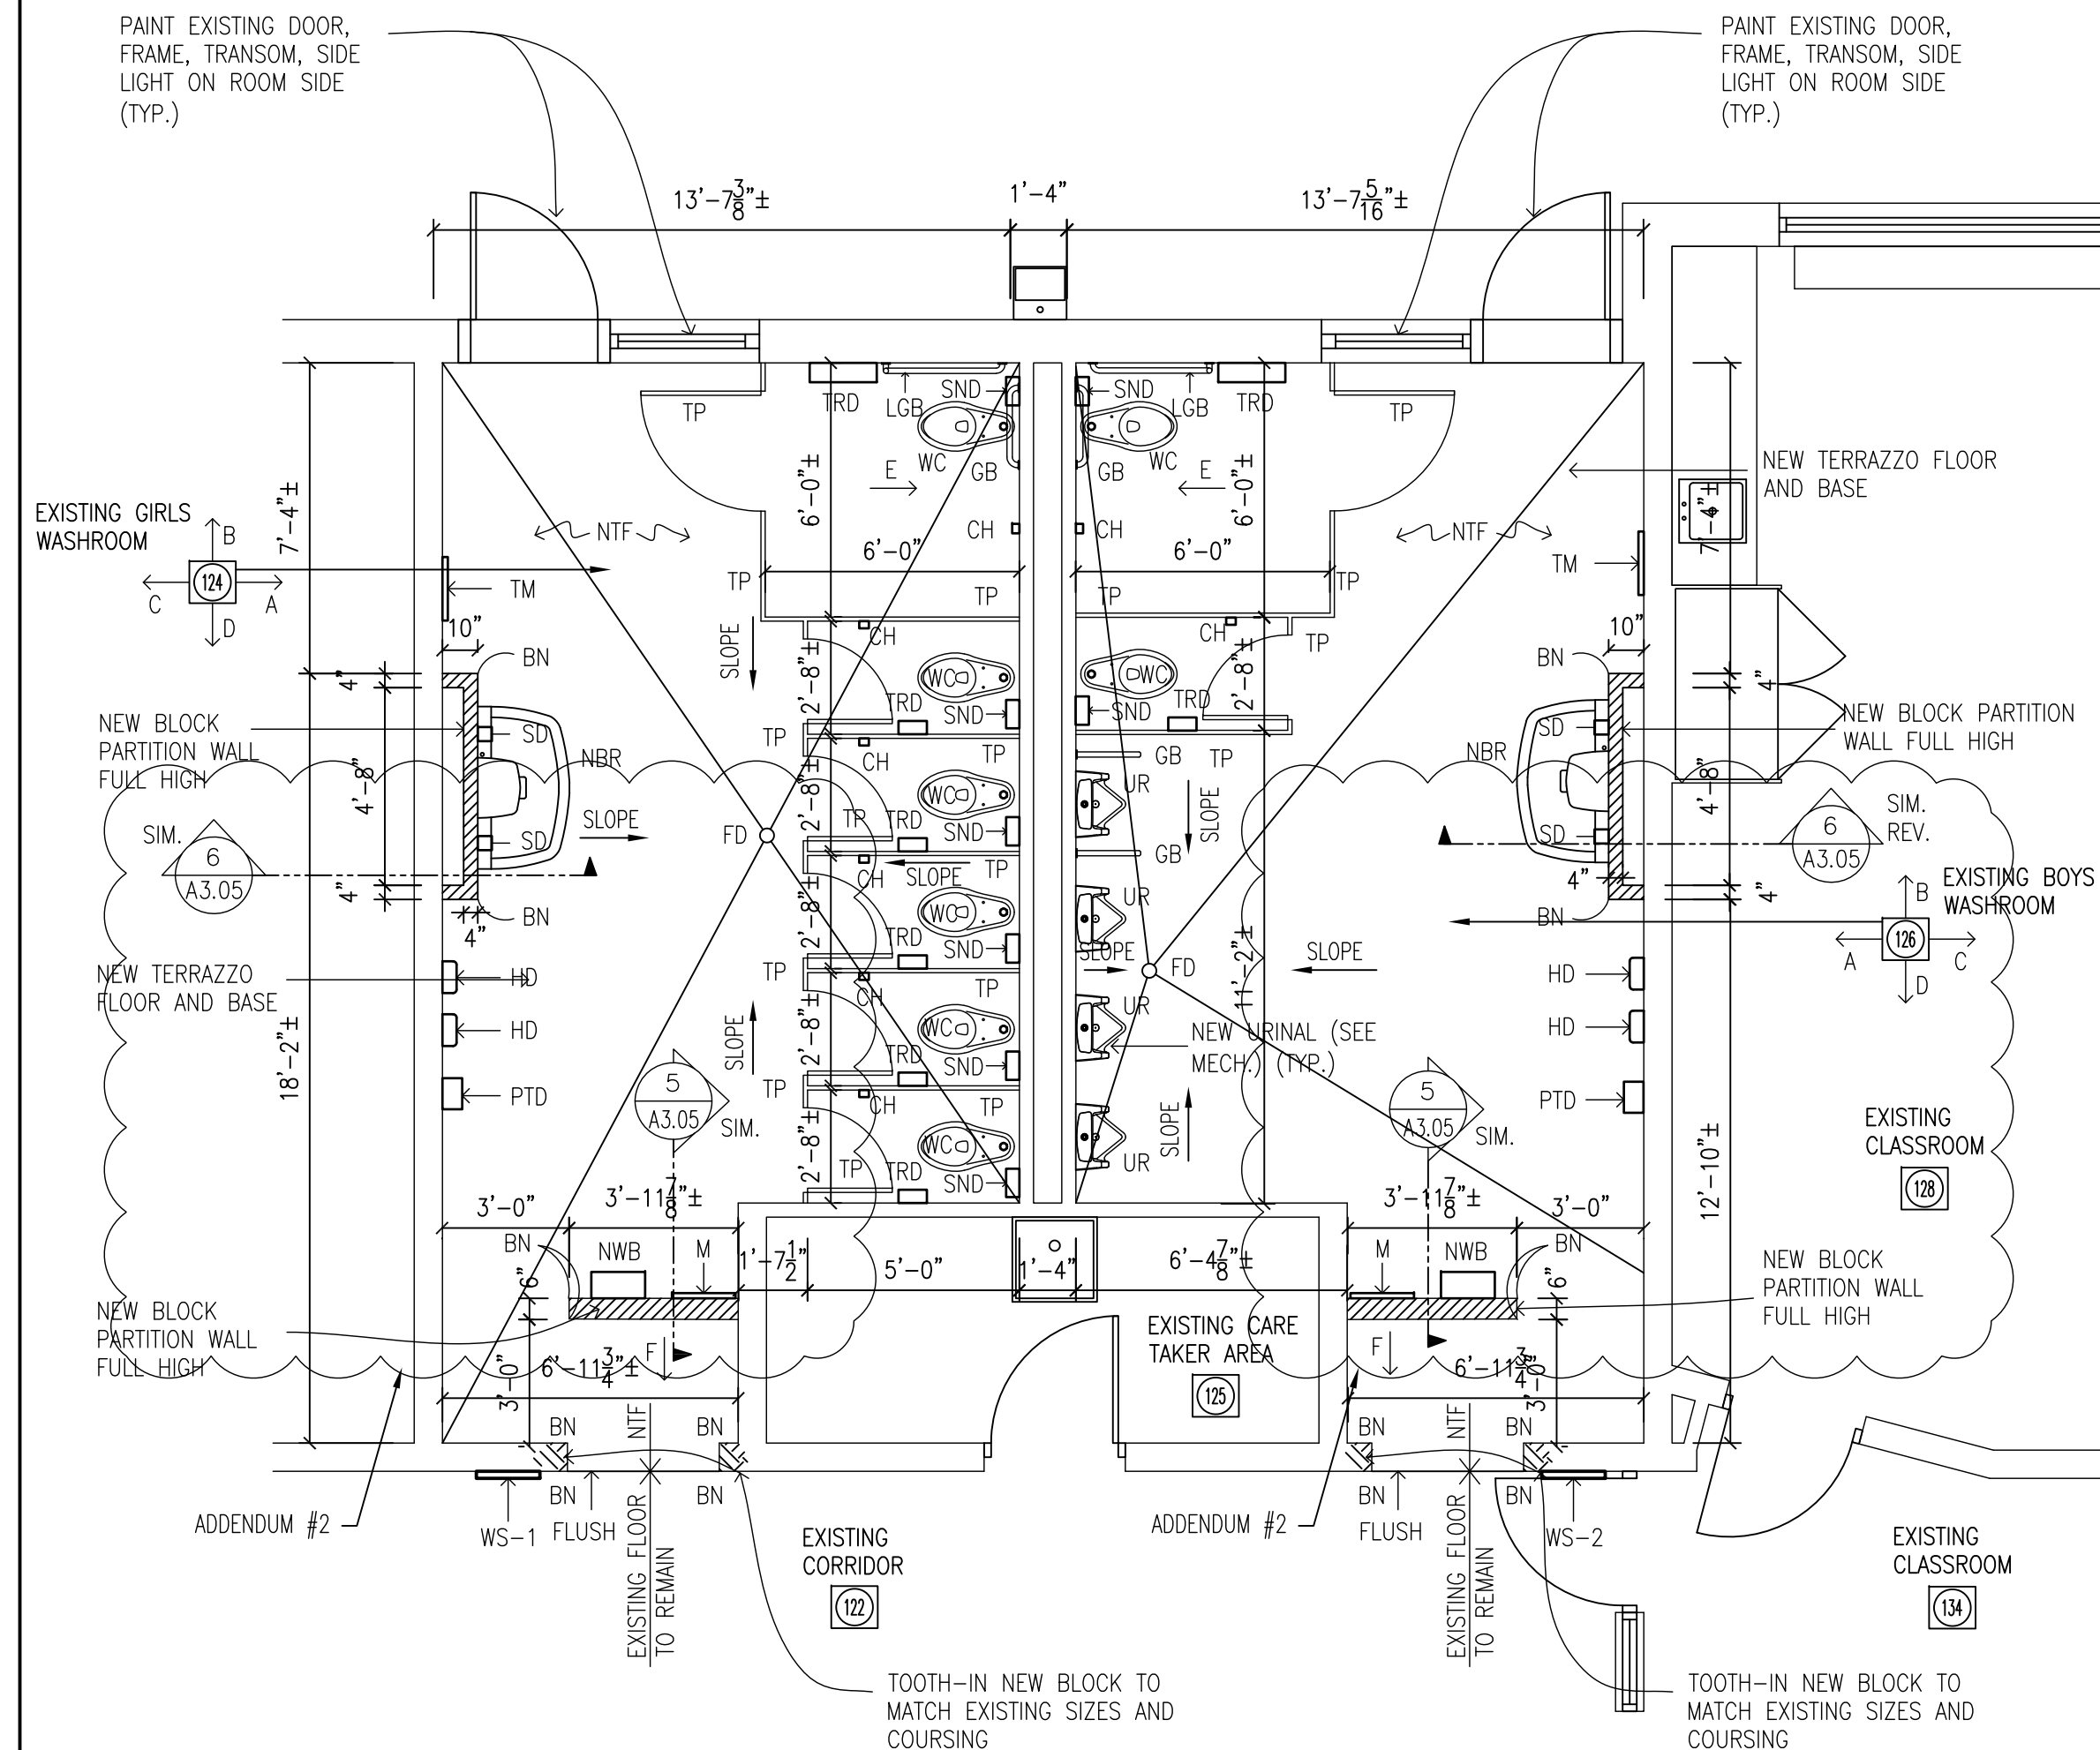 PAINT EXISTING DOOR,
FRAME, TRANSOM, SIDE
LIGHT ON ROOM SIDE
(TYP.)
PAINT EXISTING DOOR,
FRAME, TRANSOM, SIDE
LIGHT ON ROOM SIDE
(TYP.)
13'-7 3/8"±
1'-4"
13'-7 5/16"±
TRD
LGB
SND
SND
LGB
TRD
TP
TP
WC
GB
GB
WC
E
E
CH
CH
NTF
NTF
6'-0"±
6'-0"±
6'-0"
6'-0"
7'-4"±
7'-4"±
NEW TERRAZZO FLOOR
AND BASE
EXISTING GIRLS
WASHROOM
B
124
C
A
D
TM
TM
TP
TP
TP
TP
10"
10"
BN
BN
SLOPE
CH
CH
TP
2'-8"±
2'-8"±
WC
WC
TRD
TRD
SND
SND
4"
4"
NEW BLOCK
PARTITION WALL
FULL HIGH
NEW BLOCK PARTITION
WALL FULL HIGH
SD
SD
NBR
NBR
TP
CH
TP
GB
TP
4'-8"
4'-8"
2'-8"±
WC
UR
SLOPE
SIM.
6
A3.05
SD
SD
SLOPE
FD
TP
TRD
SND
GB
6
A3.05
SIM.
REV.
4"
4"
BN
4"
4"
BN
CH
SLOPE
TP
2'-8"±
WC
UR
TRD
SND
EXISTING BOYS
WASHROOM
B
126
A
C
D
NEW TERRAZZO
FLOOR AND BASE
HD
HD
TP
CH
TP
SLOPE
FD
SLOPE
HD
HD
18'-2"±
SLOPE
2'-8"±
WC
TRD
SND
UR
11'-2"±
NEW URINAL (SEE
MECH.) (TYP.)
PTD
PTD
5
A3.05
SIM.
TP
CH
TP
SLOPE
5
A3.05
SIM.
2'-8"±
WC
TP
TRD
SND
UR
EXISTING
CLASSROOM
128
12'-10"±
3'-0"
3'-11 7/8"±
3'-11 7/8"±
3'-0"
BN
NWB
M
1'-7 1/2"
5'-0"
1'-4"
6'-4 7/8"±
M
NWB
BN
6"
6"
NEW BLOCK
PARTITION WALL
FULL HIGH
NEW BLOCK
PARTITION WALL
FULL HIGH
EXISTING CARE
TAKER AREA
125
F
F
3'-0"
6'-11 3/4"±
6'-11 3/4"±
3'-0"
BN
NTF
BN
BN
NTF
BN
BN
BN
BN
BN
ADDENDUM #2
WS-1
FLUSH
EXISTING FLOOR
TO REMAIN
EXISTING
CORRIDOR
122
ADDENDUM #2
FLUSH
EXISTING FLOOR
TO REMAIN
WS-2
EXISTING
CLASSROOM
134
TOOTH-IN NEW BLOCK TO
MATCH EXISTING SIZES AND
COURSING
TOOTH-IN NEW BLOCK TO
MATCH EXISTING SIZES AND
COURSING